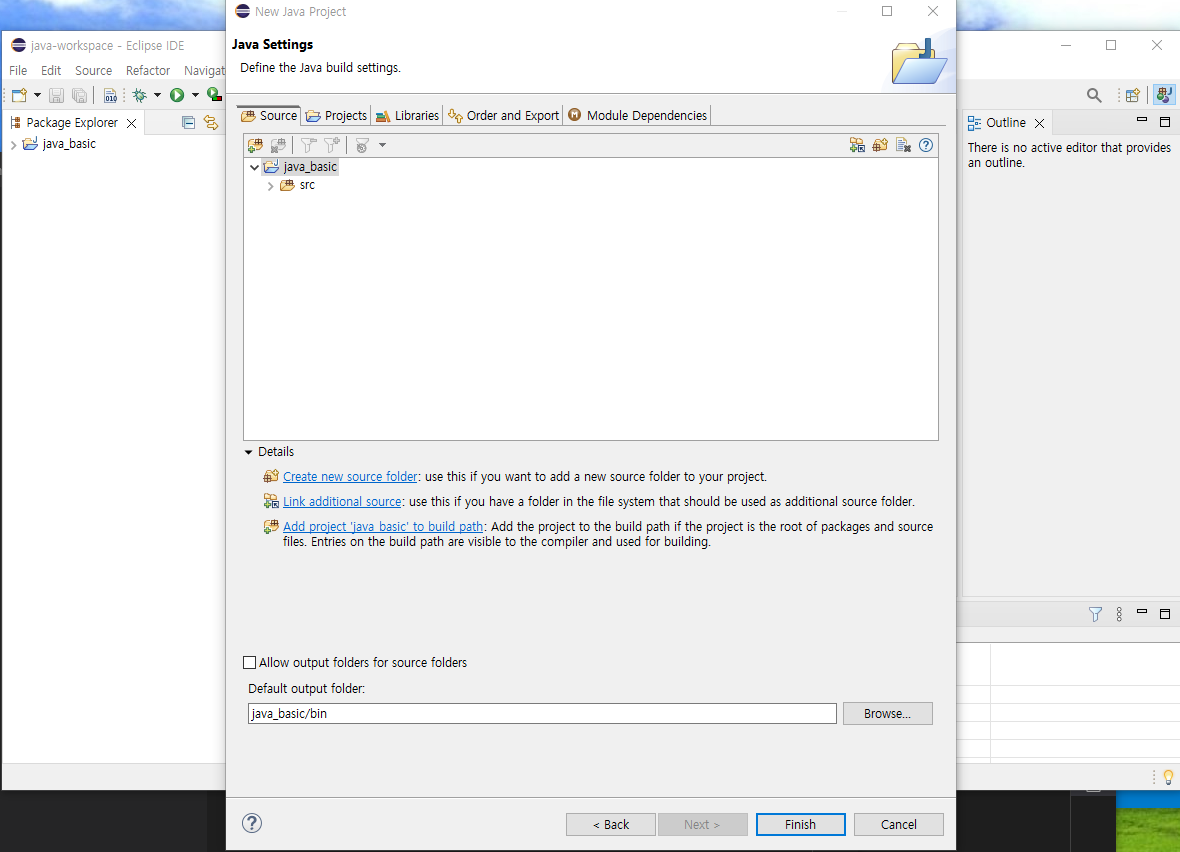 New Java Project
Java Settings
Define the Java build settings.
java-workspace - Eclipse IDE
File Edit Source Refactor Navigat
Package Explorer
java_basic
Source Projects Libraries Order and Export Module Dependencies
java_basic
src
Details
Create new source folder: use this if you want to add a new source folder to your project.
Link additional source: use this if you have a folder in the file system that should be used as additional source folder.
Add project 'java_basic' to build path: Add the project to the build path if the project is the root of packages and source
files. Entries on the build path are visible to the compiler and used for building.
Allow output folders for source folders
Default output folder:
java_basic/bin
Browse...
< Back Next > Finish Cancel
Outline
There is no active editor that provides
an outline.